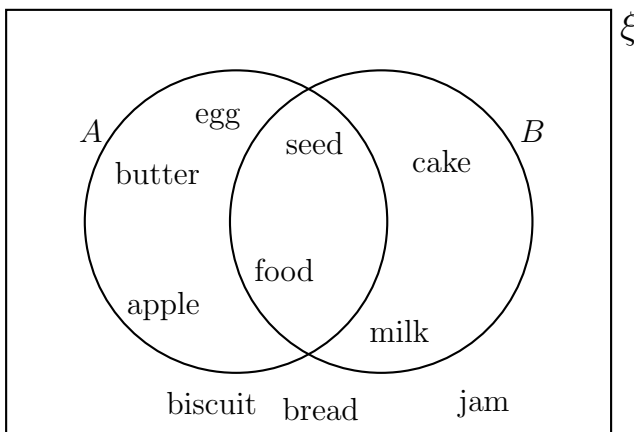 ξ
egg
A
seed
B
butter
cake
food
apple
milk
biscuit bread jam